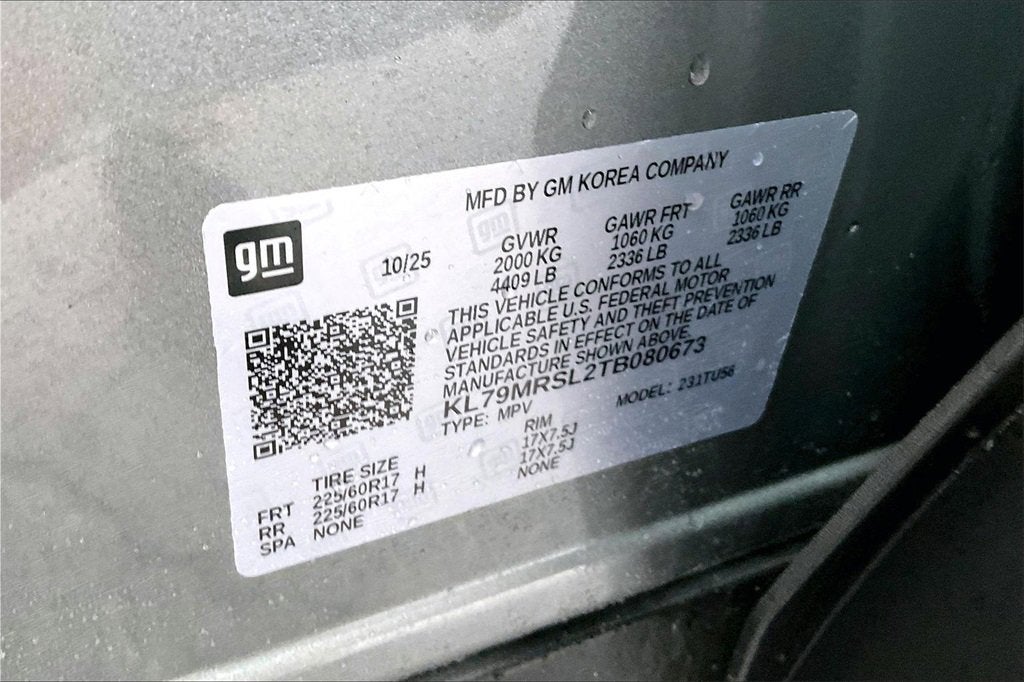 MFD BY GM KOREA COMPANY
gm
10/25
GVWR GAWR FRT GAWR RR
2000 KG 1060 KG 1060 KG
4409 LB 2336 LB 2336 LB
THIS VEHICLE CONFORMS TO ALL
APPLICABLE U.S. FEDERAL MOTOR
VEHICLE SAFETY AND THEFT PREVENTION
STANDARDS IN EFFECT ON THE DATE OF
MANUFACTURE SHOWN ABOVE.
KL79MRSL2TB080673
TYPE: MPV MODEL: 231TU56
TIRE SIZE RIM
FRT 225/60R17 H 17X7.5J
RR 225/60R17 H 17X7.5J
SPA NONE NONE